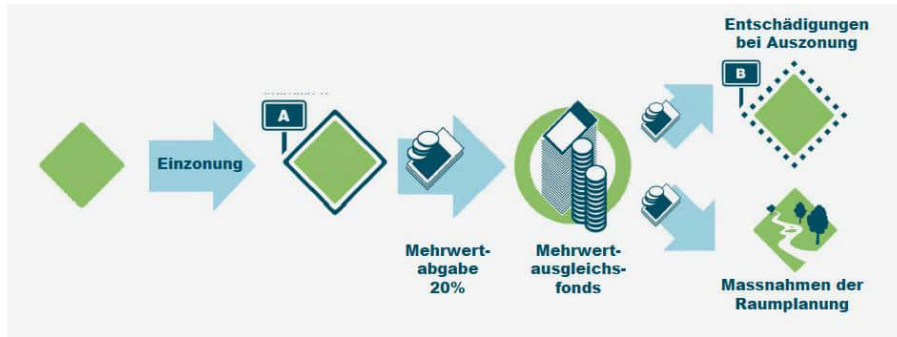 Entschädigungen
bei Auszonung
B
A
Einzonung
Mehrwert-
abgabe
20%
Mehrwert-
ausgleichs-
fonds
Massnahmen der
Raumplanung